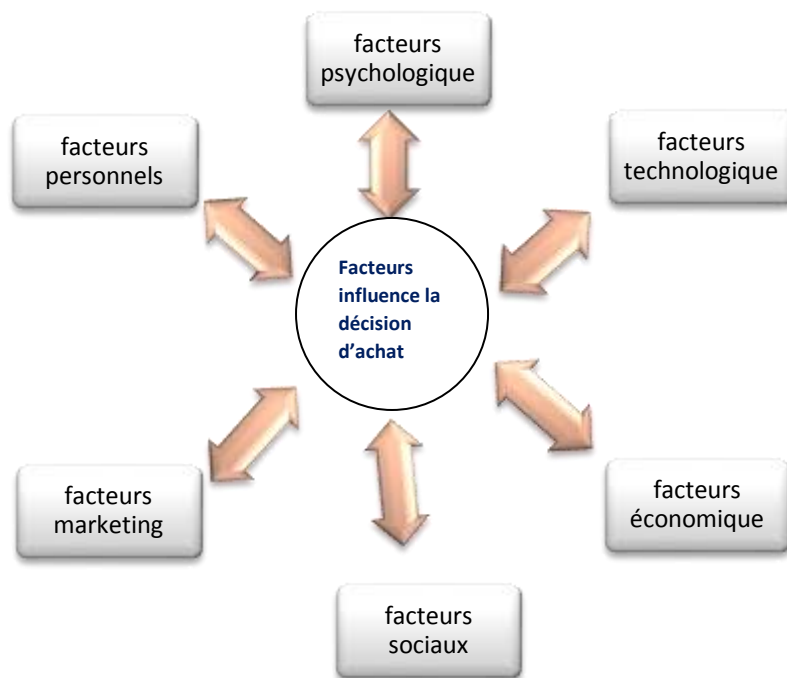 facteurs
psychologique
facteurs
personnels
facteurs
technologique
Facteurs
influence la
décision
d'achat
facteurs
marketing
facteurs
économique
facteurs
sociaux